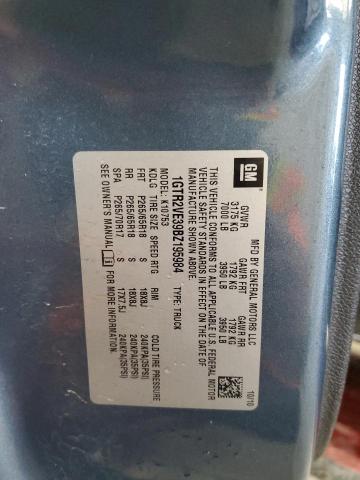 GM
MFD BY GENERAL MOTORS LLC 10/10
GVWR GAWR FRT GAWR RR
3175 KG 1792 KG 1792 KG
7000 LB 3950 LB 3950 LB
THIS VEHICLE CONFORMS TO ALL APPLICABLE U.S. FEDERAL MOTOR
VEHICLE SAFETY STANDARDS IN EFFECT ON THE DATE OF
MANUFACTURE SHOWN ABOVE.
1GTR2VE39BZ195984 TYPE: TRUCK
MODEL: K10753
KDLG TIRE SIZE SPEED RTG RIM COLD TIRE PRESSURE
FRT P265/65R18 S 18X8J 240KPA(35PSI)
RR P265/65R18 S 18X8J 240KPA(35PSI)
SPA P265/70R17 S 17X7.5J 240KPA(35PSI)
SEE OWNER'S MANUAL i FOR MORE INFORMATION.